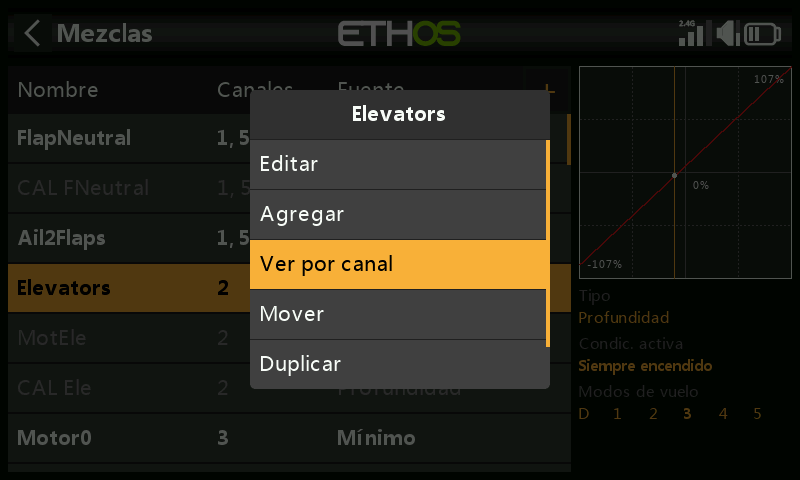 Mezclas
ETHOS
2.4G
Nombre
Canales
Fuente
+
FlapNeutral
1, 5
CAL FNeutral
1, 5
Ail2Flaps
1, 5
Elevators
2
MotEle
2
CAL Ele
2
Profundidad
Motor0
3
Mínimo
Elevators
Editar
Agregar
Ver por canal
Mover
Duplicar
107%
0%
-107%
Tipo
Profundidad
Condic. activa
Siempre encendido
Modos de vuelo
D 1 2 3 4 5